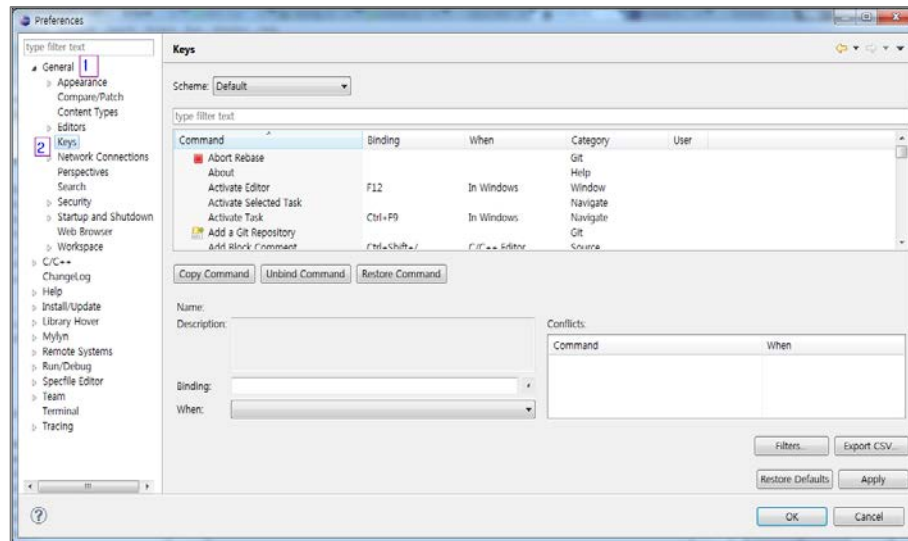 Preferences
type filter text
General 1
Appearance
Compare/Patch
Content Types
Editors
2 Keys
Network Connections
Perspectives
Search
Security
Startup and Shutdown
Web Browser
Workspace
C/C++
ChangeLog
Help
Install/Update
Library Hover
Mylyn
Remote Systems
Run/Debug
Specfile Editor
Team
Terminal
Tracing
Keys
Scheme: Default
type filter text
Command Binding When Category User
Abort Rebase Git
About Help
Activate Editor F12 In Windows Window
Activate Selected Task Navigate
Activate Task Ctrl+F9 In Windows Navigate
Add a Git Repository Git
Add Block Comment Ctrl+Shift+/ C/C++ Editor Source
Copy Command Unbind Command Restore Command
Name:
Description:
Conflicts:
Command When
Binding:
When:
Filters... Export CSV...
Restore Defaults Apply
OK Cancel